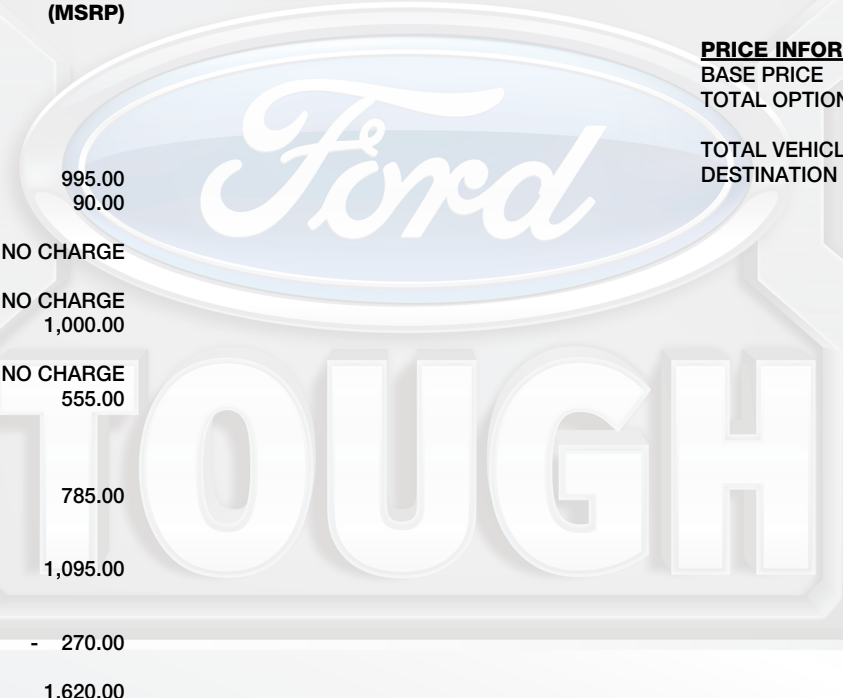 (MSRP)
995.00
90.00
NO CHARGE
NO CHARGE
1,000.00
NO CHARGE
555.00
785.00
1,095.00
- 270.00
1,620.00
PRICE INFOR
BASE PRICE
TOTAL OPTION
TOTAL VEHICL
DESTINATION
Ford
TOUGH